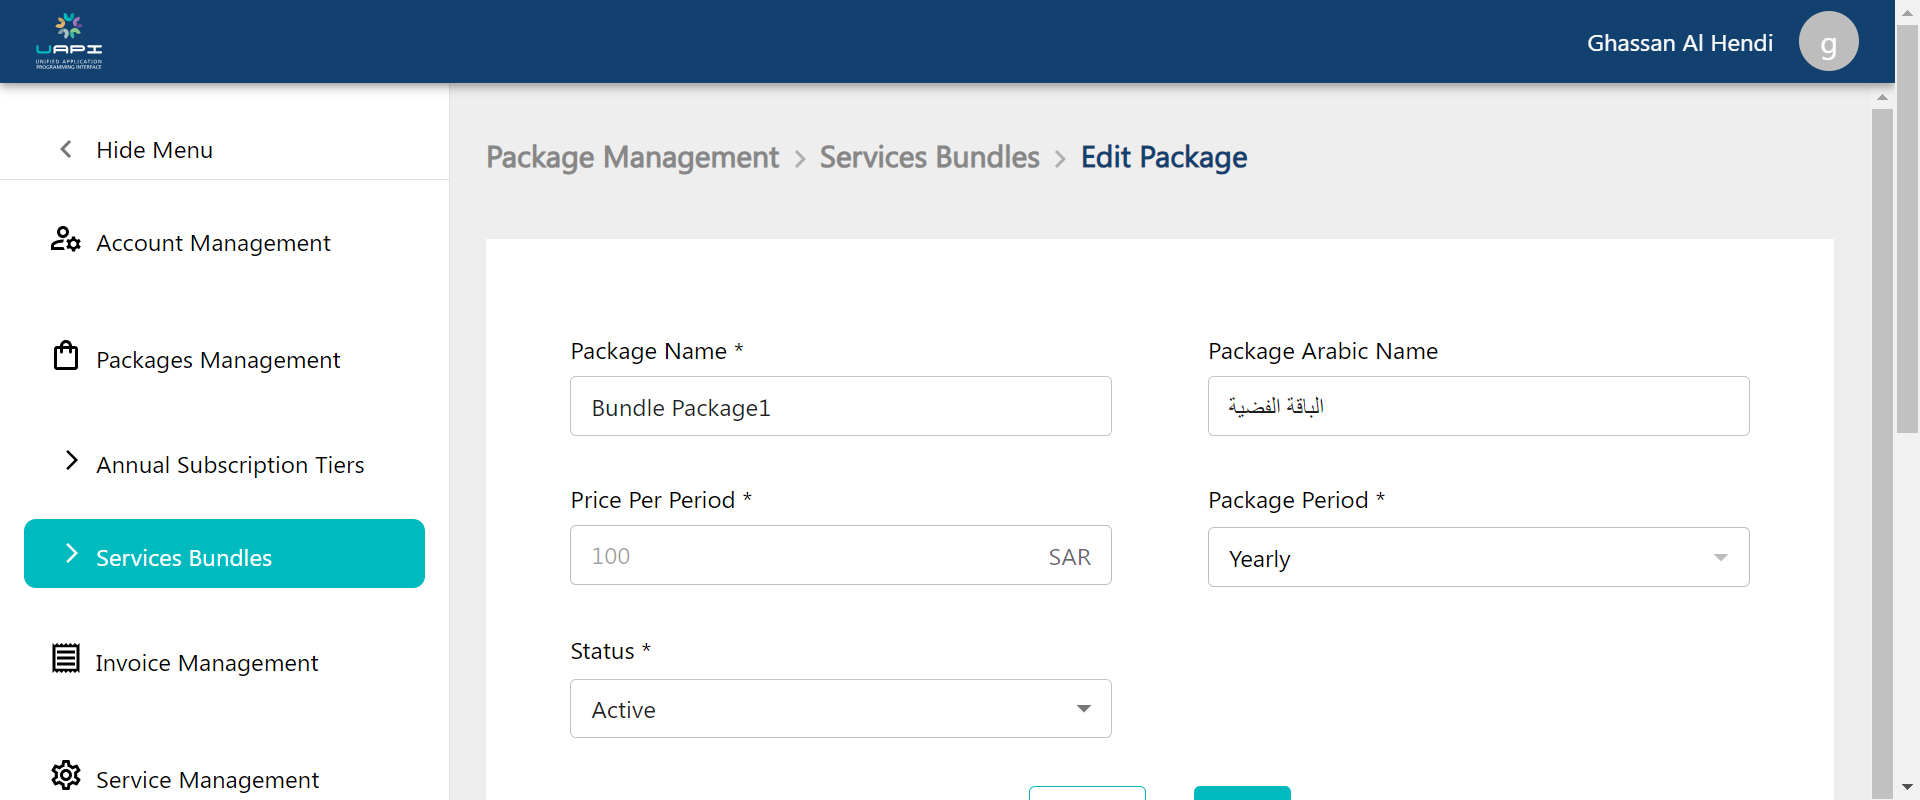 UAPI
UNIFIED APPLICATION
PROGRAMMING INTERFACE
Ghassan Al Hendi
g
Hide Menu
Package Management > Services Bundles > Edit Package
Account Management
Packages Management
Annual Subscription Tiers
Services Bundles
Invoice Management
Service Management
Package Name *
Bundle Package1
Package Arabic Name
الباقة الفضية
Price Per Period *
100
SAR
Package Period *
Yearly
Status *
Active